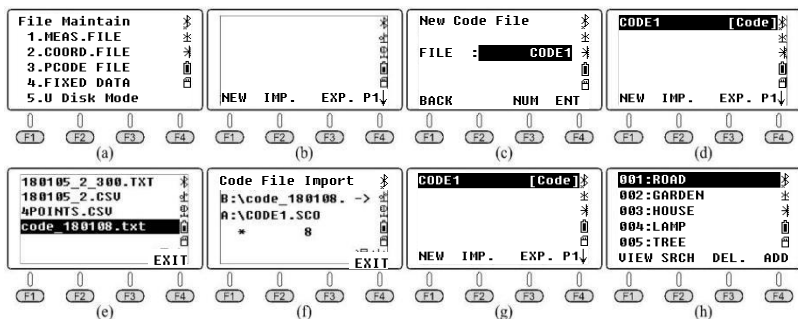 File Maintain
1.MEAS.FILE
2.COORD.FILE
3.PCODE FILE
4.FIXED DATA
5.U Disk Mode
F1 F2 F3 F4
(a)
NEW IMP. EXP. P1↓
F1 F2 F3 F4
(b)
New Code File
FILE : CODE1
BACK NUM ENT
F1 F2 F3 F4
(c)
CODE1 [Code]
NEW IMP. EXP. P1↓
F1 F2 F3 F4
(d)
180105_2_300.TXT
180105_2.CSV
4POINTS.CSV
code_180108.txt
EXIT
F1 F2 F3 F4
(e)
Code File Import
B:\code_180108. ->
A:\CODE1.SCO
* 8
EXIT
F1 F2 F3 F4
(f)
CODE1 [Code]
NEW IMP. EXP. P1↓
F1 F2 F3 F4
(g)
001:ROAD
002:GARDEN
003:HOUSE
004:LAMP
005:TREE
VIEW SRCH DEL. ADD
F1 F2 F3 F4
(h)